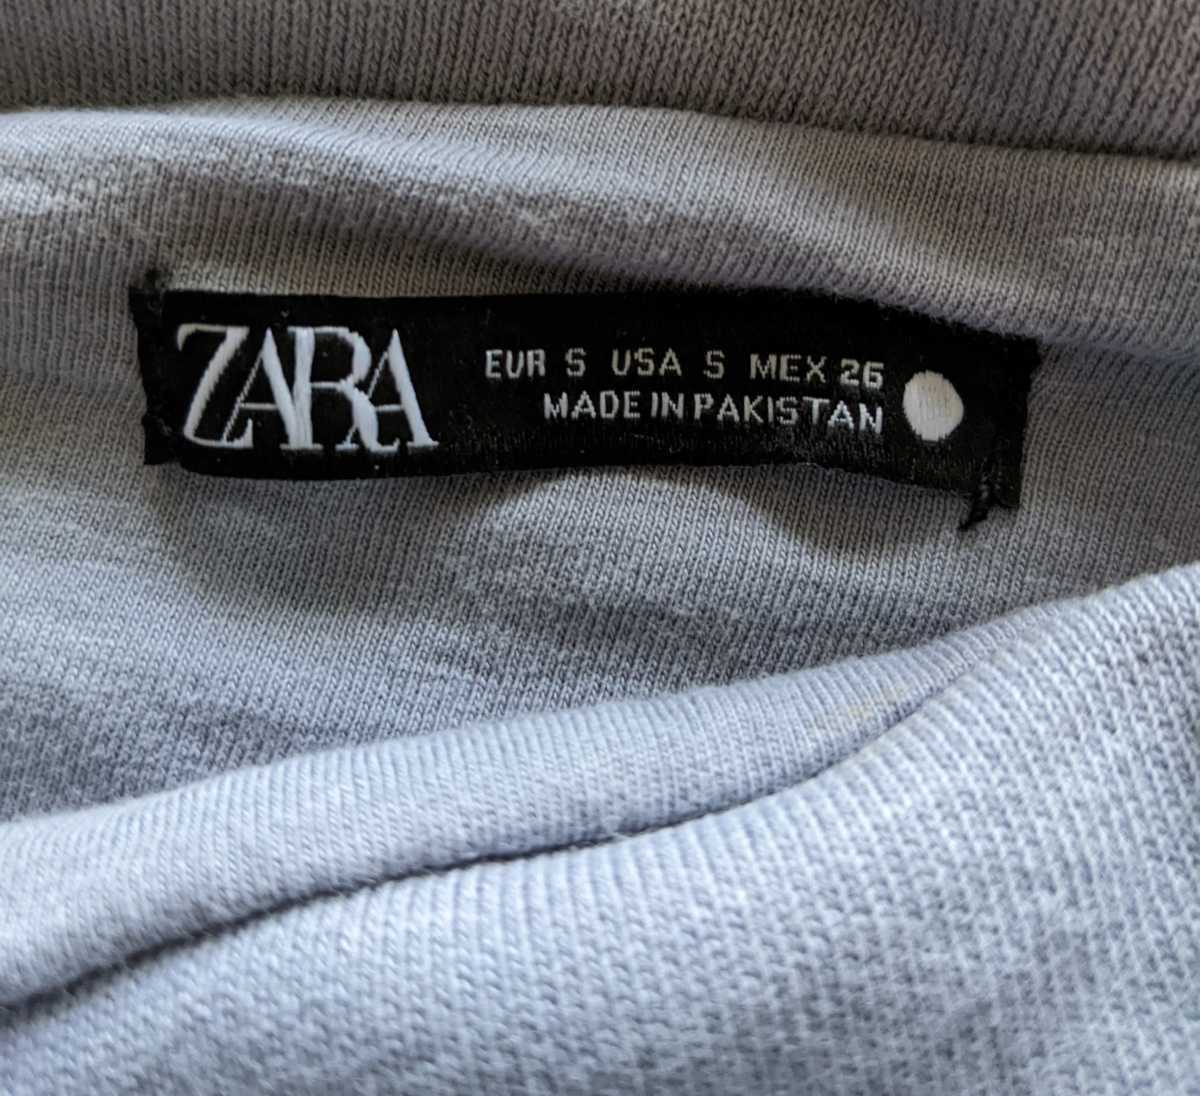 ZARA
EUR S USA S MEX 26
MADE IN PAKISTAN